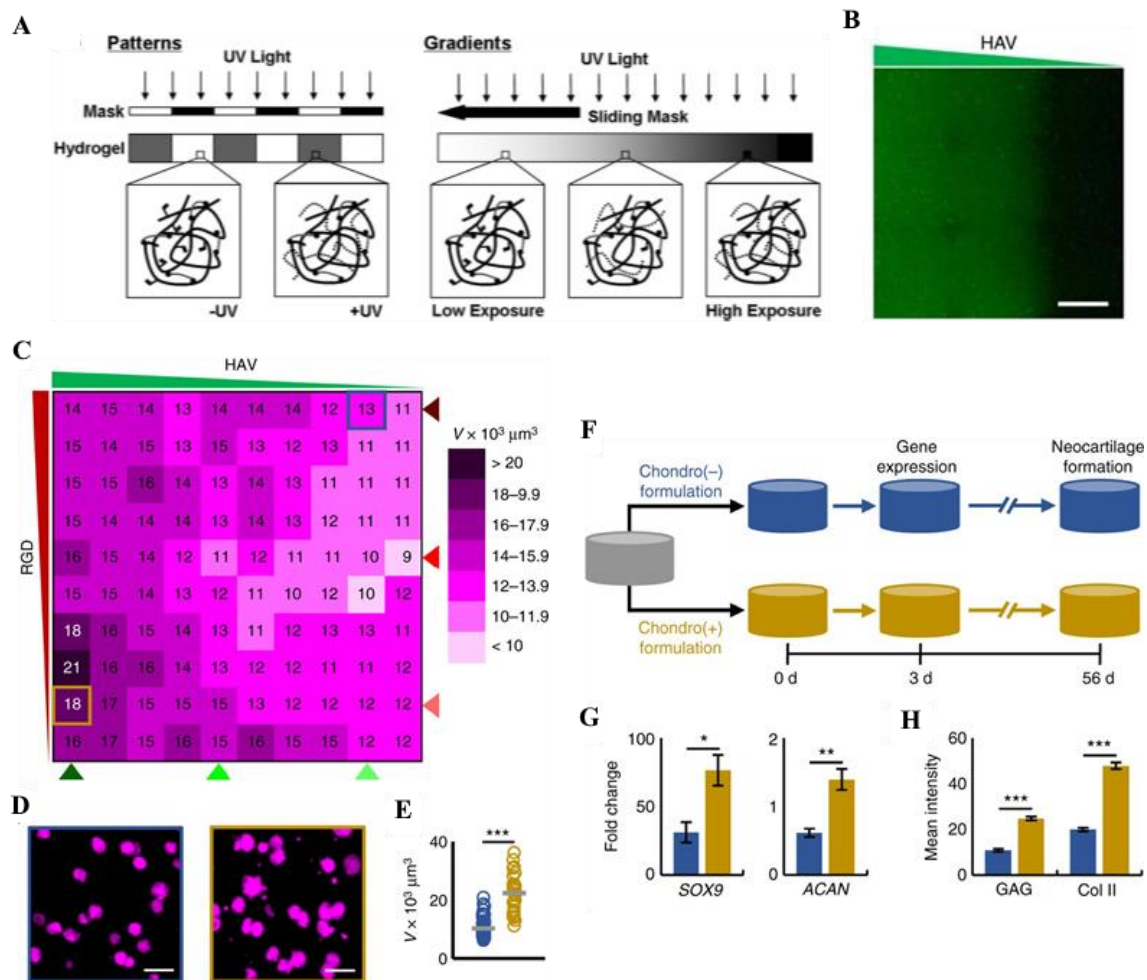 A
Patterns
UV Light
Mask
Hydrogel
-UV
+UV
Gradients
UV Light
Sliding Mask
Low Exposure
High Exposure
B
HAV
C
HAV
RGD
14 15 14 13 14 14 14 12 13 11
15 14 15 13 15 13 12 13 11 11
15 15 16 14 13 14 13 11 11 11
15 14 14 14 13 14 13 12 11 11
16 15 14 12 11 12 11 11 10 9
15 15 14 13 12 11 10 12 10 12
18 16 15 14 13 11 12 13 13 11
21 16 16 14 13 12 12 11 11 12
18 17 15 15 15 13 12 12 12 12
16 17 15 16 15 16 15 15 12 12
V × 10³ μm³
> 20
18–9.9
16–17.9
14–15.9
12–13.9
10–11.9
< 10
D
E
V × 10³ μm³
40
20
0
***
F
Chondro(–)
formulation
Chondro(+)
formulation
Gene
expression
Neocartilage
formation
0 d
3 d
56 d
G
Fold change
100
50
0
*
SOX9
2
1
0
**
ACAN
H
Mean intensity
60
40
20
0
***
***
GAG
Col II